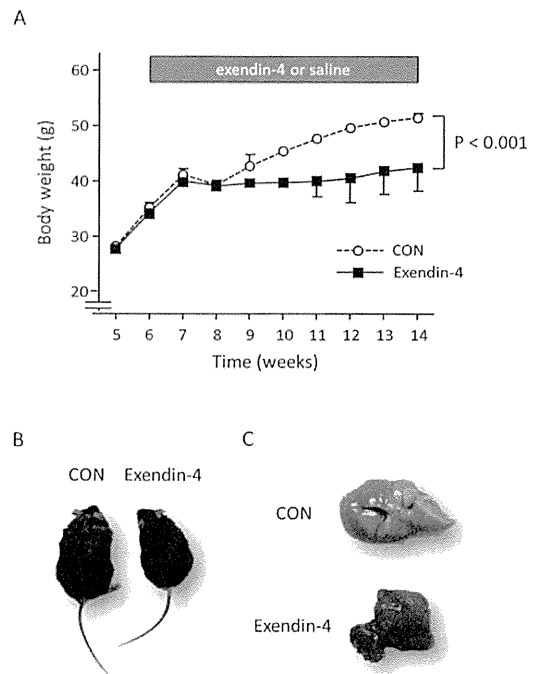 A
exendin-4 or saline
60
50
40
30
20
Body weight (g)
P < 0.001
CON
Exendin-4
5 6 7 8 9 10 11 12 13 14
Time (weeks)
B
CON Exendin-4
C
CON
Exendin-4